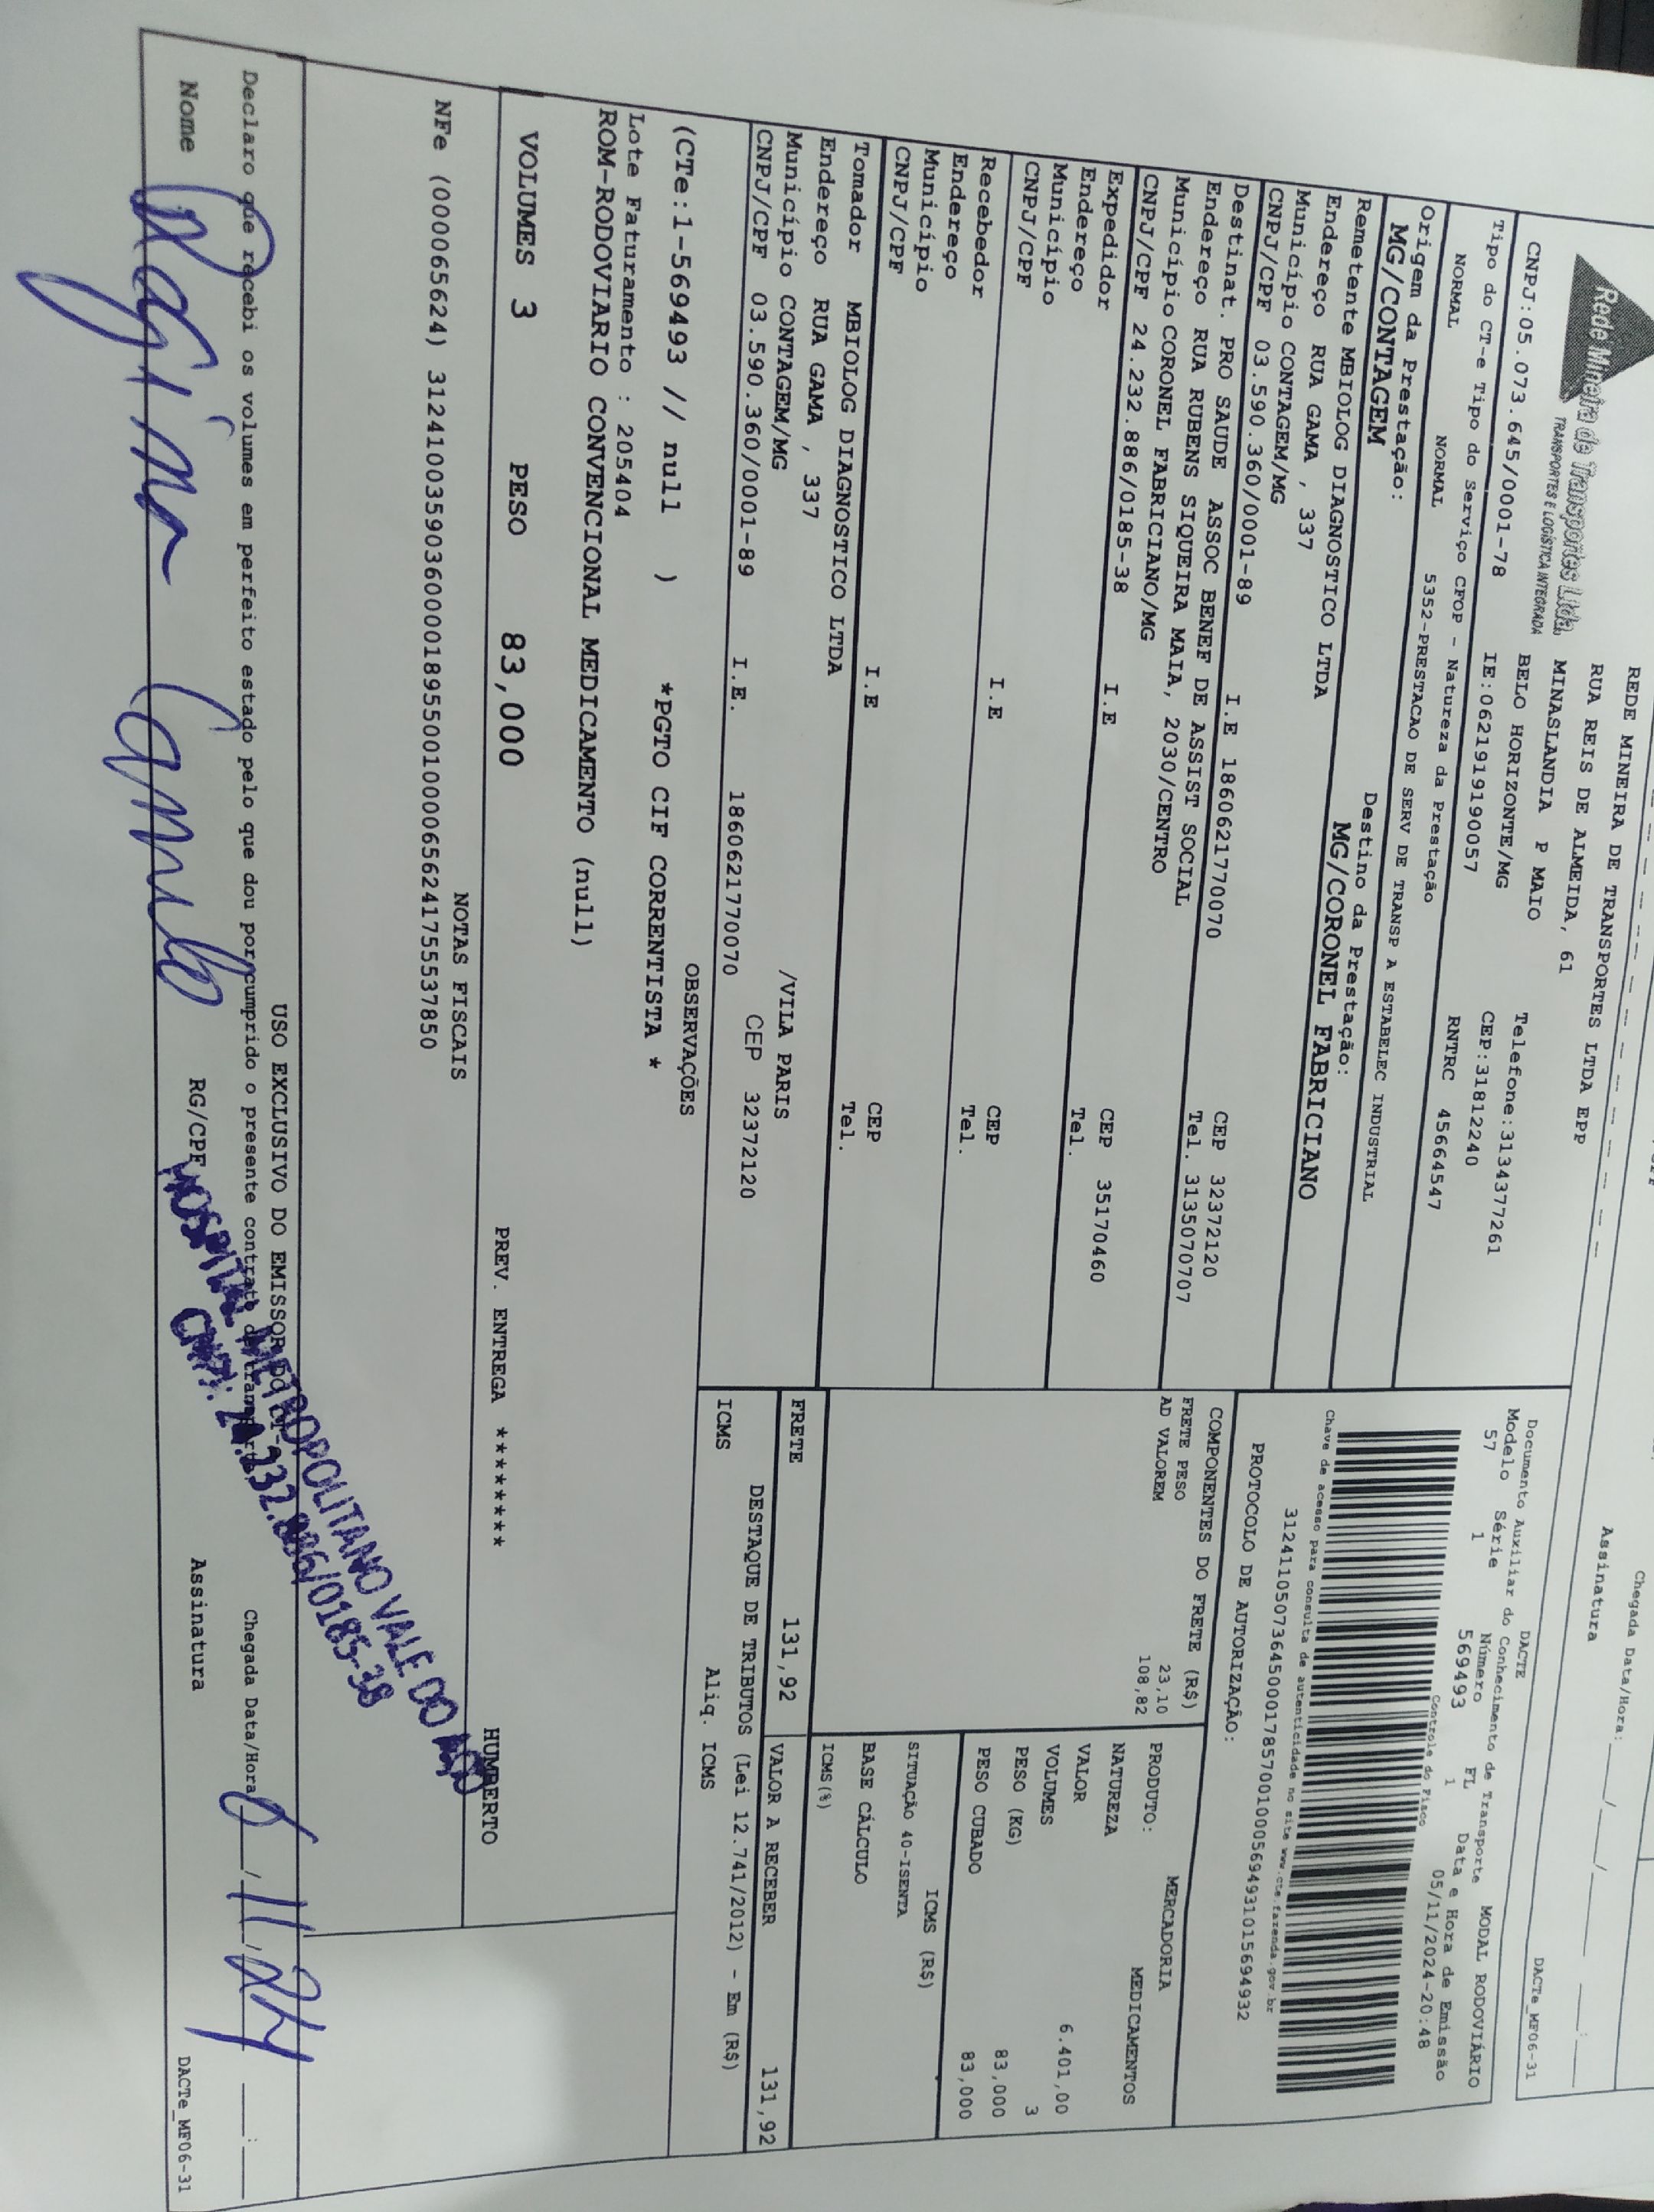 Chegada Data/Hora: ___/___/___ ___:___
Assinatura
DACTe_MF06-31
Rede Mineira de Transportes Ltda.
TRANSPORTES E LOGÍSTICA INTEGRADA
REDE MINEIRA DE TRANSPORTES LTDA EPP
RUA REIS DE ALMEIDA, 61
MINASLANDIA P MAIO
BELO HORIZONTE/MG
Telefone:3134377261
CNPJ:05.073.645/0001-78
IE:0621919190057
CEP:31812240
Tipo do CT-e Tipo do Serviço CFOP - Natureza da Prestação
RNTRC 45664547
NORMAL NORMAL 5352-PRESTACAO DE SERV DE TRANSP A ESTABELEC INDUSTRIAL
DACTE
Documento Auxiliar do Conhecimento de Transporte MODAL RODOVIÁRIO
Modelo Série Número FL Data e Hora de Emissão
57 1 569493 1 05/11/2024-20:48
Controle do Fisco
Chave de acesso para consulta de autenticidade no site www.cte.fazenda.gov.br
31241105073645000178570010005694931015694932
PROTOCOLO DE AUTORIZAÇÃO:
Origem da Prestação: Destino da Prestação:
MG/CONTAGEM MG/CORONEL FABRICIANO
Remetente MBIOLOG DIAGNOSTICO LTDA
Endereço RUA GAMA , 337
Município CONTAGEM/MG CEP 32372120
CNPJ/CPF 03.590.360/0001-89 I.E 1860621770070 Tel. 3135070707
Destinat. PRO SAUDE ASSOC BENEF DE ASSIST SOCIAL
Endereço RUA RUBENS SIQUEIRA MAIA, 2030/CENTRO
Município CORONEL FABRICIANO/MG CEP 35170460
CNPJ/CPF 24.232.886/0185-38 I.E Tel.
Expedidor
Endereço
Município CEP
CNPJ/CPF I.E Tel.
Recebedor
Endereço
Município CEP
CNPJ/CPF I.E Tel.
Tomador MBIOLOG DIAGNOSTICO LTDA
Endereço RUA GAMA , 337 /VILA PARIS
Município CONTAGEM/MG CEP 32372120
CNPJ/CPF 03.590.360/0001-89 I.E. 1860621770070
COMPONENTES DO FRETE (R$)
FRETE PESO 23,10
AD VALOREM 108,82
PRODUTO: MERCADORIA
NATUREZA MEDICAMENTOS
VALOR 6.401,00
VOLUMES 3
PESO (KG) 83,000
PESO CUBADO 83,000
ICMS (R$)
SITUAÇÃO 40-ISENTA
BASE CÁLCULO
ICMS(%)
FRETE 131,92 VALOR A RECEBER 131,92
DESTAQUE DE TRIBUTOS (Lei 12.741/2012) - Em (R$)
ICMS Aliq. ICMS
OBSERVAÇÕES
(CTe:1-569493 // null ) *PGTO CIF CORRENTISTA *
Lote Faturamento : 205404
ROM-RODOVIARIO CONVENCIONAL MEDICAMENTO (null)
VOLUMES 3 PESO 83,000 PREV. ENTREGA ******** HUMBERTO
NOTAS FISCAIS
NFe (000065624) 31241003590360000189550010000656241755537850
USO EXCLUSIVO DO EMISSOR DO CT-e
Declaro que recebi os volumes em perfeito estado pelo que dou por cumprido o presente contrato de transporte.
Chegada Data/Hora 8/11/24 ___:___
Nome Regina Camilo RG/CPF Assinatura
HOSPITAL METROPOLITANO VALE DO AÇO
CNPJ: 24.232.886/0185-38
DACTe_MF06-31